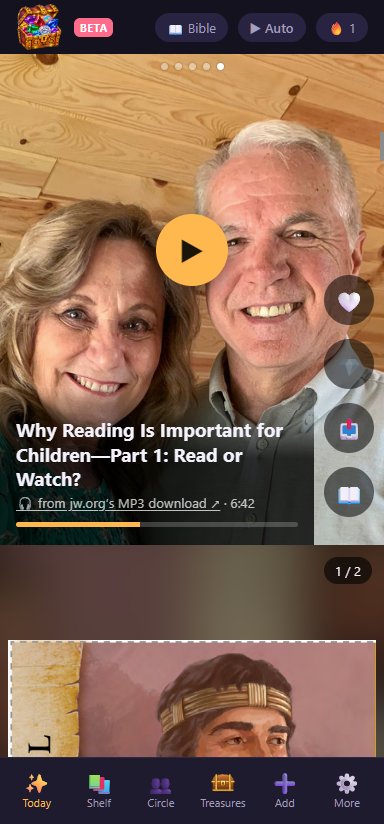 BETA
Bible
Auto
1
Why Reading Is Important for
Children—Part 1: Read or
Watch?
from jw.org's MP3 download ↗ · 6:42
1 / 2
L
Today
Shelf
Circle
Treasures
Add
More